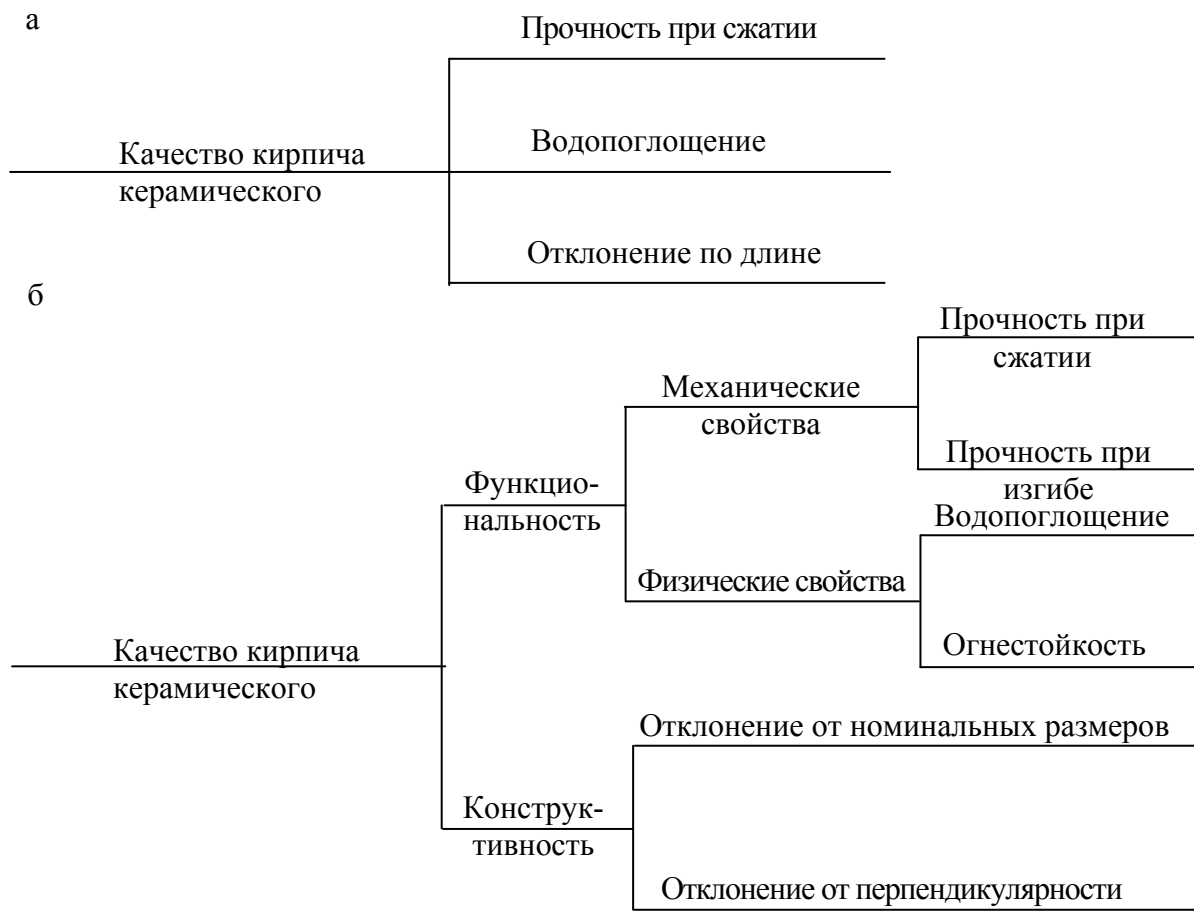 а
Прочность при сжатии
Водопоглощение
Качество кирпича
керамического
Отклонение по длине
б
Прочность при
сжатии
Механические
свойства
Прочность при
изгибе
Функцио-
нальность
Водопоглощение
Физические свойства
Огнестойкость
Качество кирпича
керамического
Отклонение от номинальных размеров
Конструк-
тивность
Отклонение от перпендикулярности